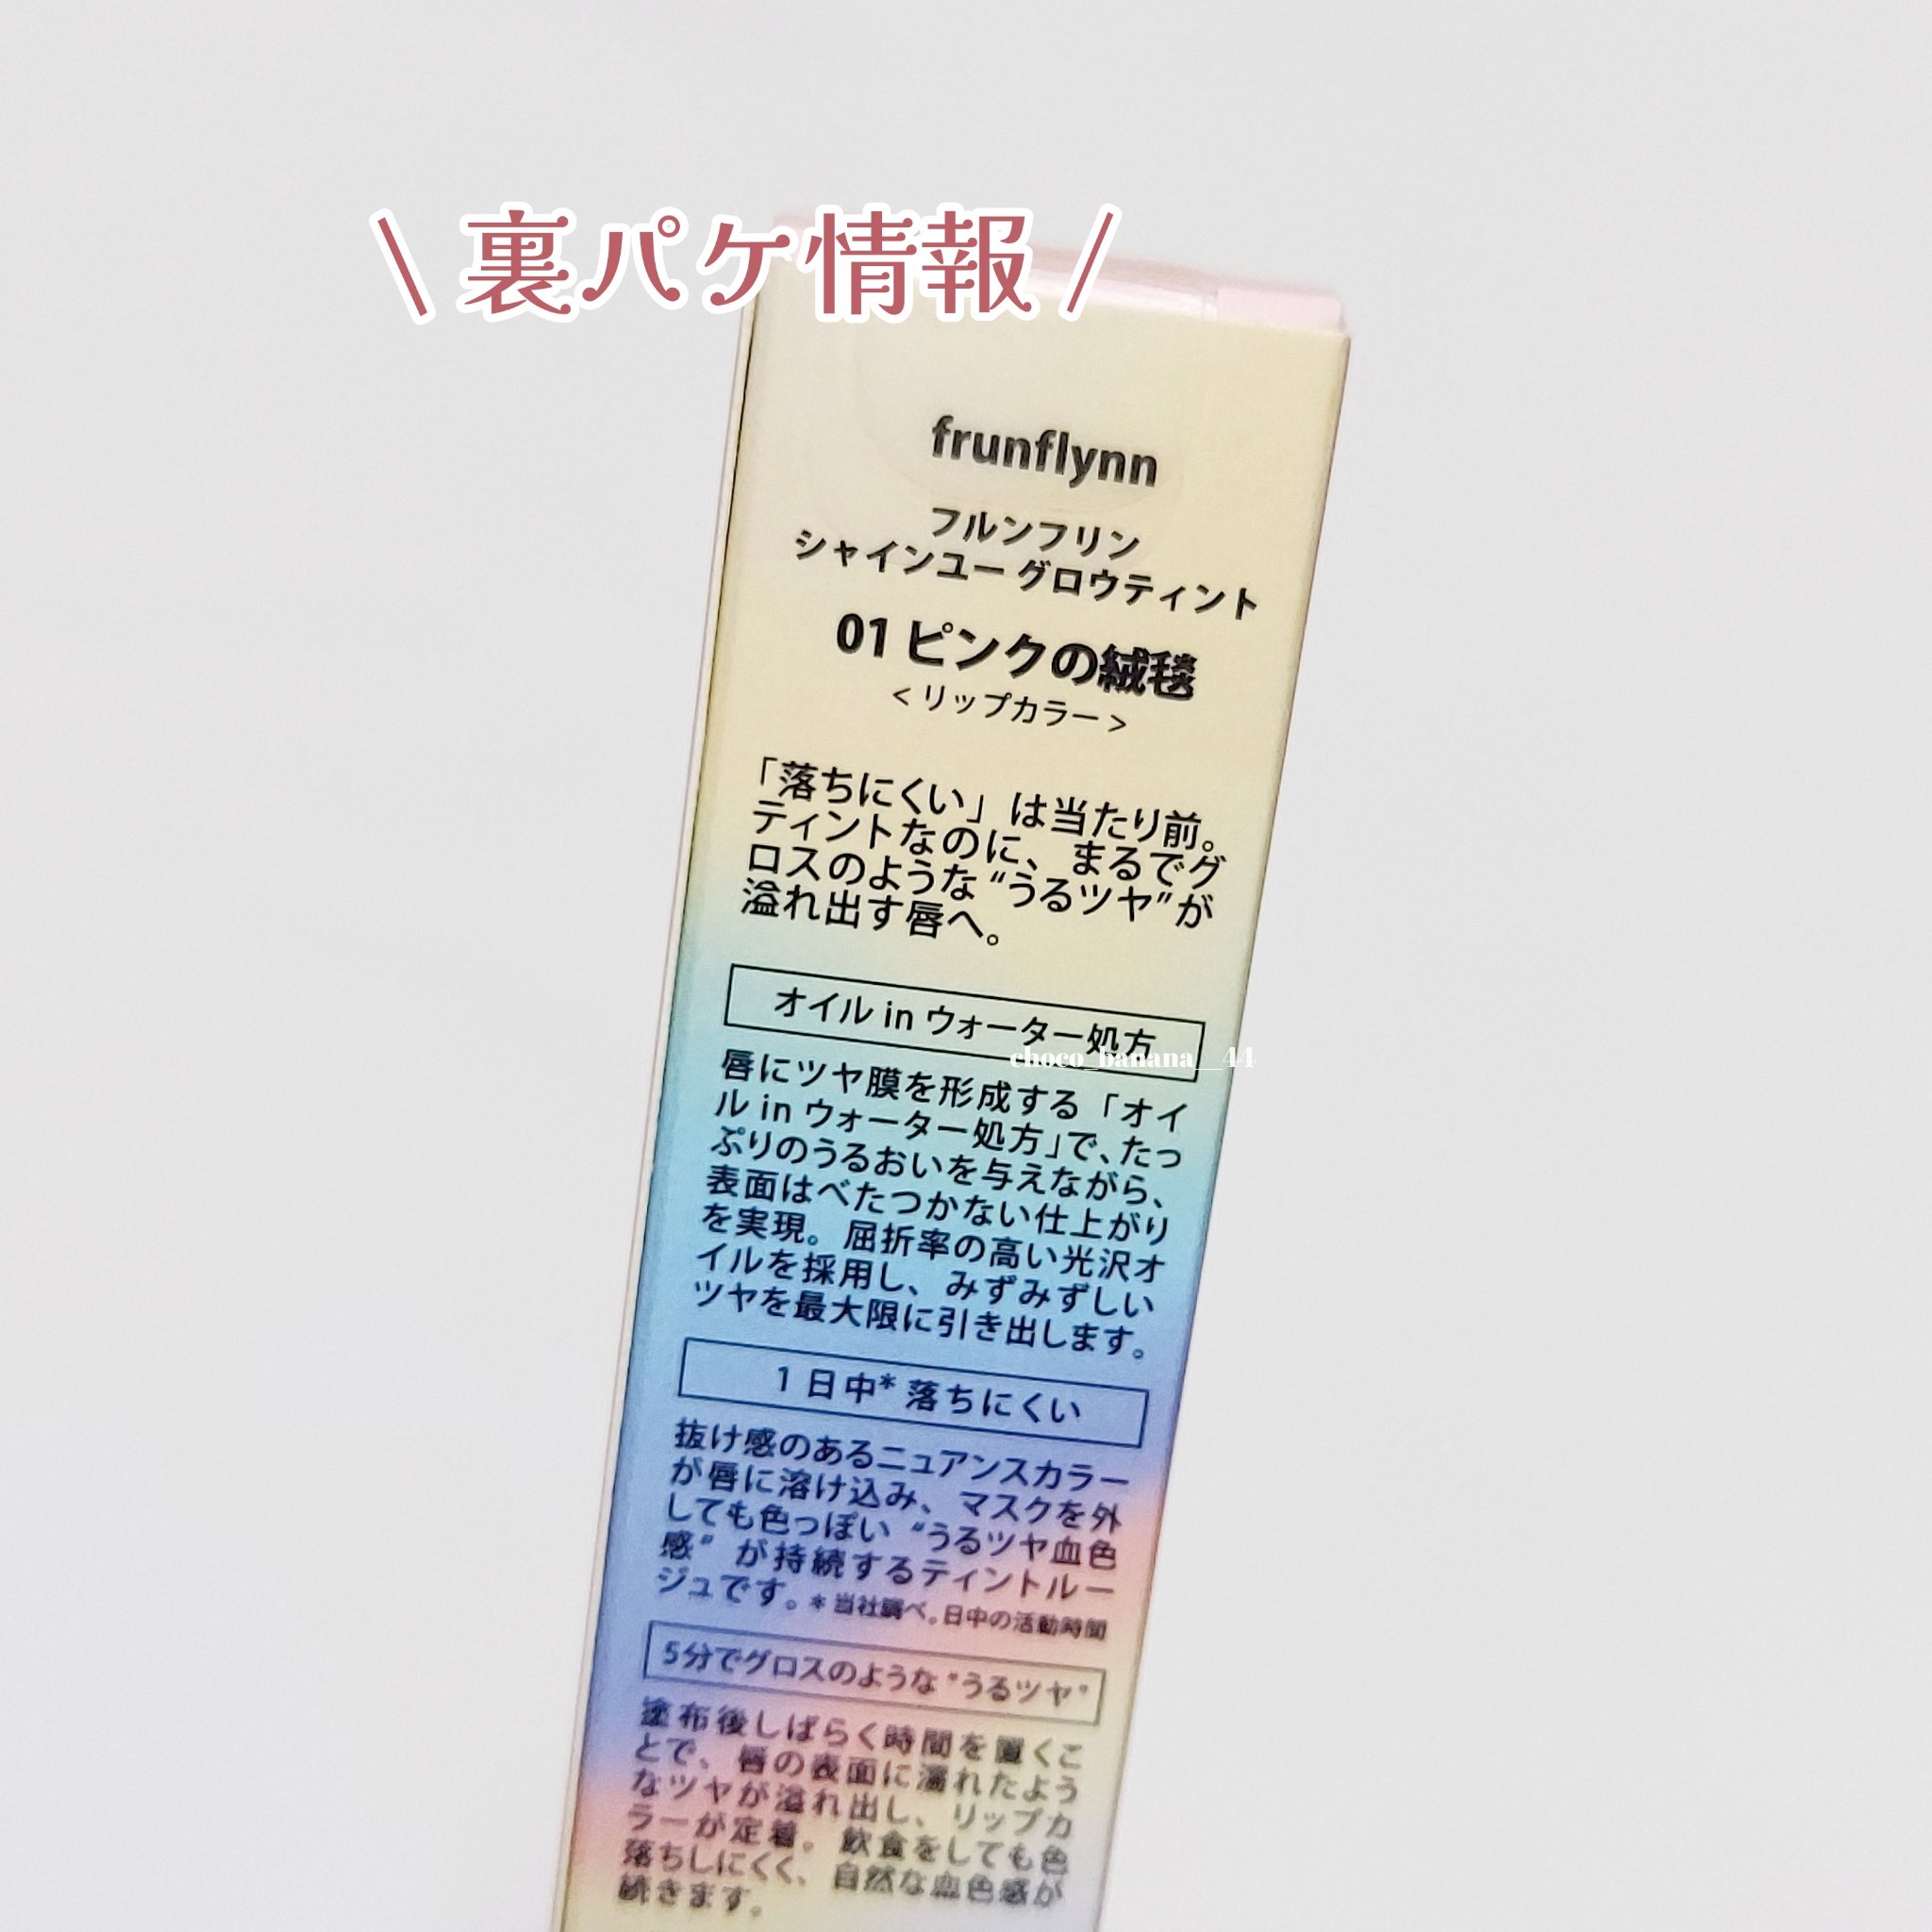 \ 裏パケ情報 /
frunflynn
フルンフリン
シャインユー グロウティント
01 ピンクの絨毯
< リップカラー >
「落ちにくい」は当たり前。
ティントなのに、まるでグ
ロスのような “うるツヤ” が
溢れ出す唇へ。
オイル in ウォーター処方
choco_banana__44
唇にツヤ膜を形成する「オイ
ル in ウォーター処方」で、たっ
ぷりのうるおいを与えながら、
表面はべたつかない仕上がり
を実現。屈折率の高い光沢オ
イルを採用し、みずみずしい
ツヤを最大限に引き出します。
1 日中* 落ちにくい
抜け感のあるニュアンスカラー
が唇に溶け込み、マスクを外
しても色っぽい “うるツヤ血色
感” が持続するティントルー
ジュです。* 当社調べ。日中の活動時間
5分でグロスのような “うるツヤ”
塗布後しばらく時間を置くこ
とで、唇の表面に濡れたよう
なツヤが溢れ出し、リップカ
ラーが定着。飲食をしても色
落ちしにくく、自然な血色感が
続きます。